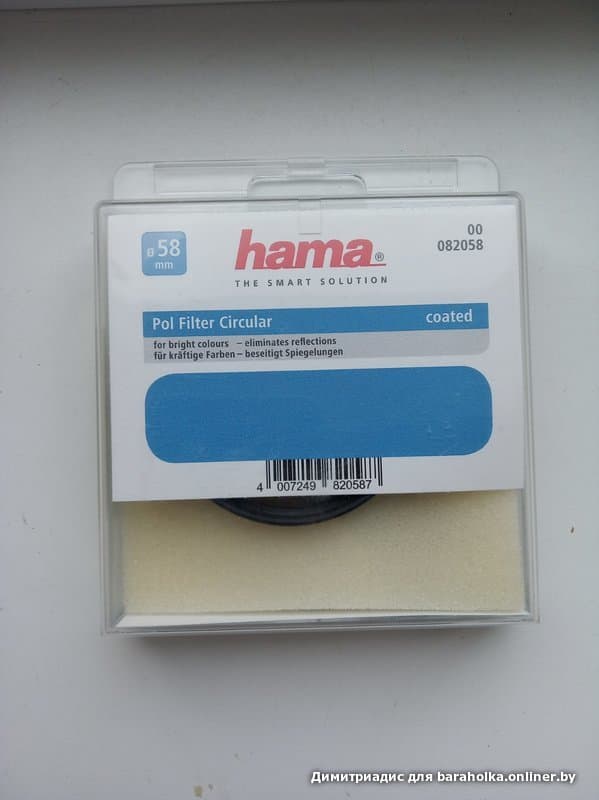 ø 58
mm
hama®
THE SMART SOLUTION
00
082058
Pol Filter Circular coated
for bright colours – eliminates reflections
für kräftige Farben – beseitigt Spiegelungen
4 007249 820587
Димитриадис для baraholka.onliner.by